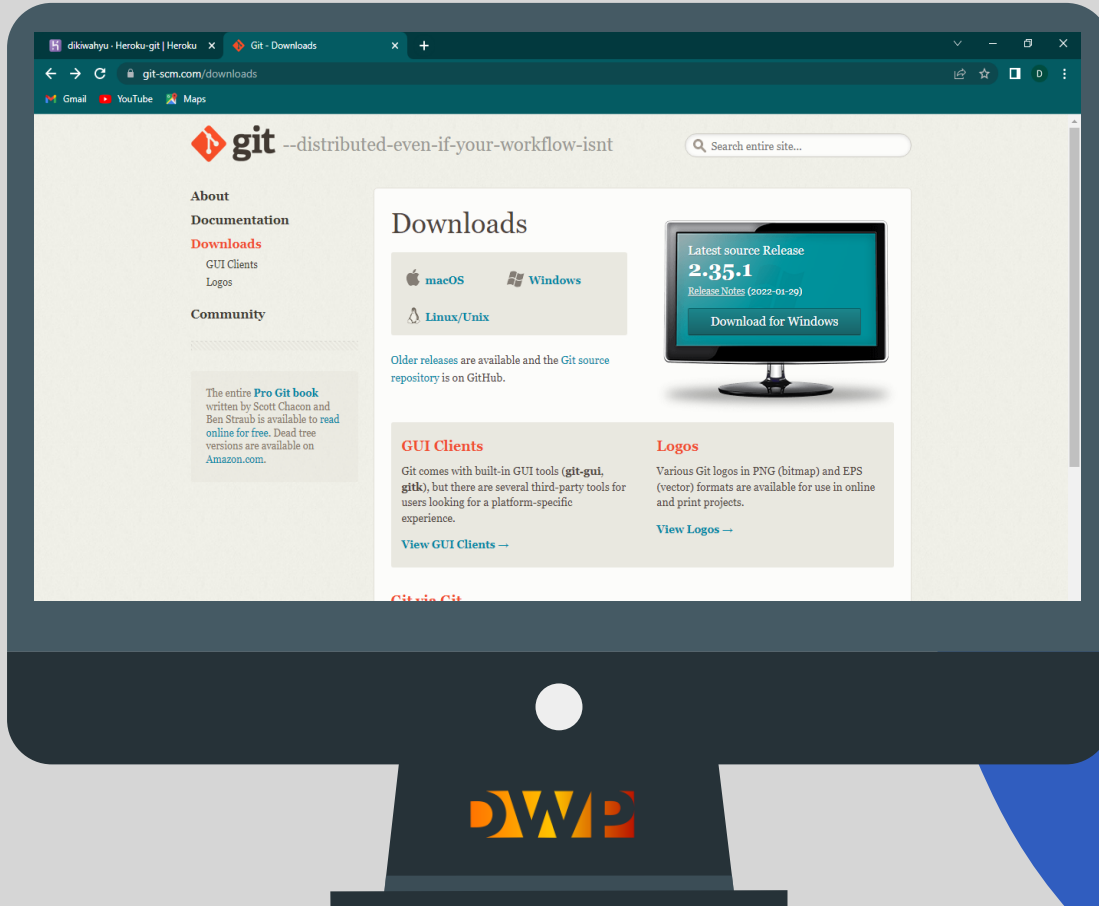 dikiwahyu · Heroku-git | Heroku
Git - Downloads
git-scm.com/downloads
D
Gmail
YouTube
Maps
git --distributed-even-if-your-workflow-isnt
Search entire site...
About
Documentation
Downloads
GUI Clients
Logos
Community
The entire Pro Git book
written by Scott Chacon and
Ben Straub is available to read
online for free. Dead tree
versions are available on
Amazon.com.
Downloads
macOS
Windows
Linux/Unix
Older releases are available and the Git source
repository is on GitHub.
Latest source Release
2.35.1
Release Notes (2022-01-29)
Download for Windows
GUI Clients
Git comes with built-in GUI tools (git-gui,
gitk), but there are several third-party tools for
users looking for a platform-specific
experience.
View GUI Clients →
Logos
Various Git logos in PNG (bitmap) and EPS
(vector) formats are available for use in online
and print projects.
View Logos →
Git via Git
DWP